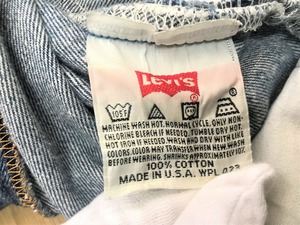 LEVI'S
105F
MACHINE WASH HOT. NORMAL CYCLE. ONLY NON-
CHLORINE BLEACH IF NEEDED. TUMBLE DRY HOT.
HOT IRON IF NEEDED. WASH AND DRY WITH LIKE
COLORS. COLOR MAY TRANSFER WHEN NEW. WASH
BEFORE WEARING. SHRINKS APPROXIMATELY 10%.
100% COTTON
MADE IN U.S.A. WPL 423